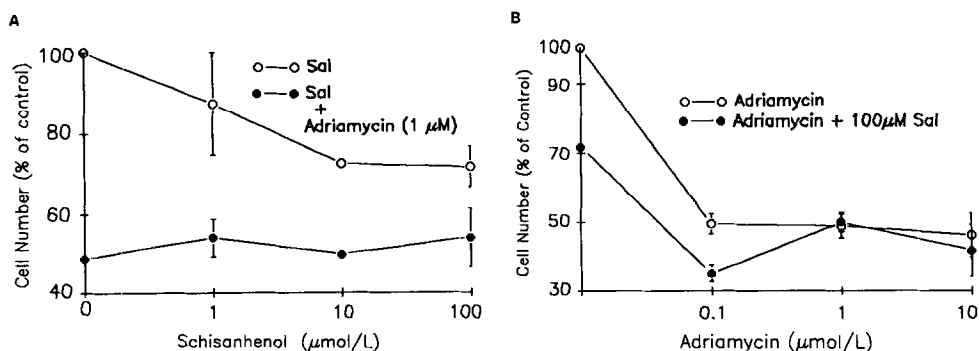 A
Cell Number (% of control)
100
80
60
40
Sal
Sal
+
Adriamycin (1 μM)
0
1
10
100
Schisanhenol (μmol/L)
B
Cell Number (% of Control)
100
90
70
50
30
Adriamycin
Adriamycin + 100μM Sal
0.1
1
10
Adriamycin (μmol/L)